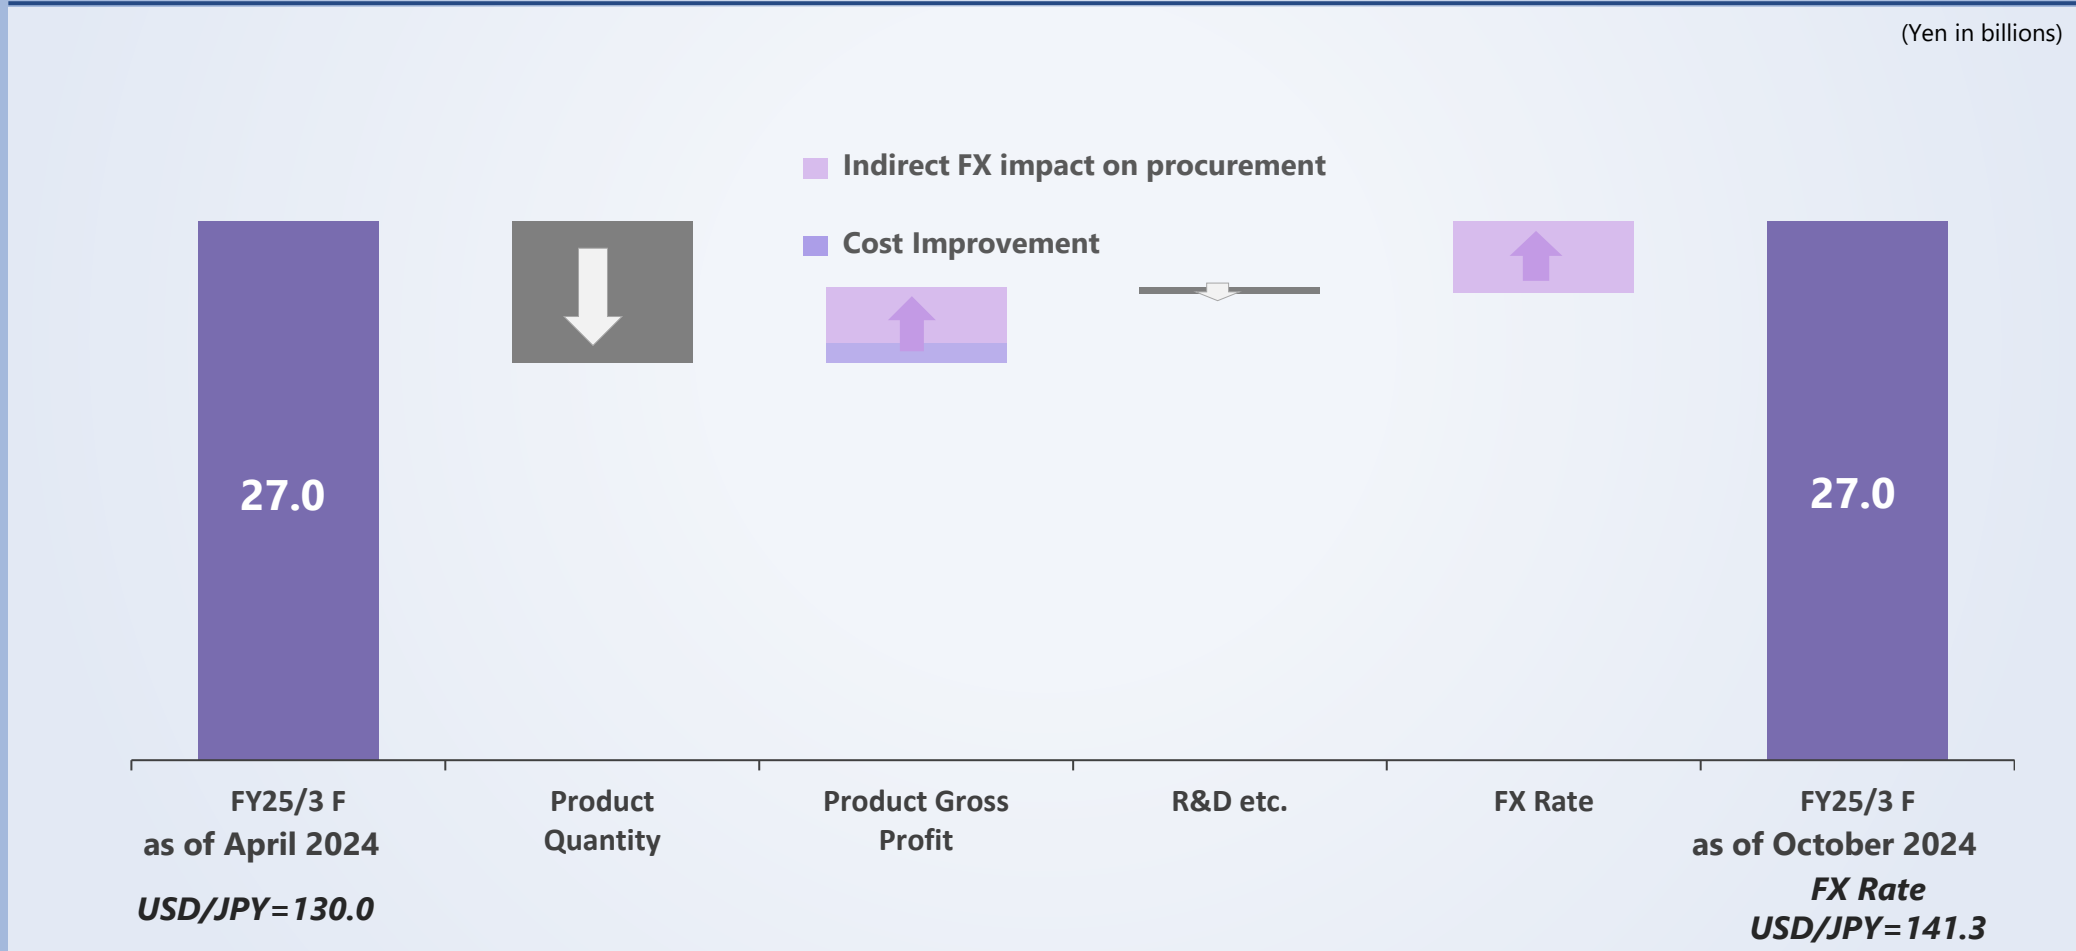 (Yen in billions)
Indirect FX impact on procurement
Cost Improvement
27.0
27.0
FY25/3 F
as of April 2024
USD/JPY=130.0
Product
Quantity
Product Gross
Profit
R&D etc.
FX Rate
FY25/3 F
as of October 2024
FX Rate
USD/JPY=141.3